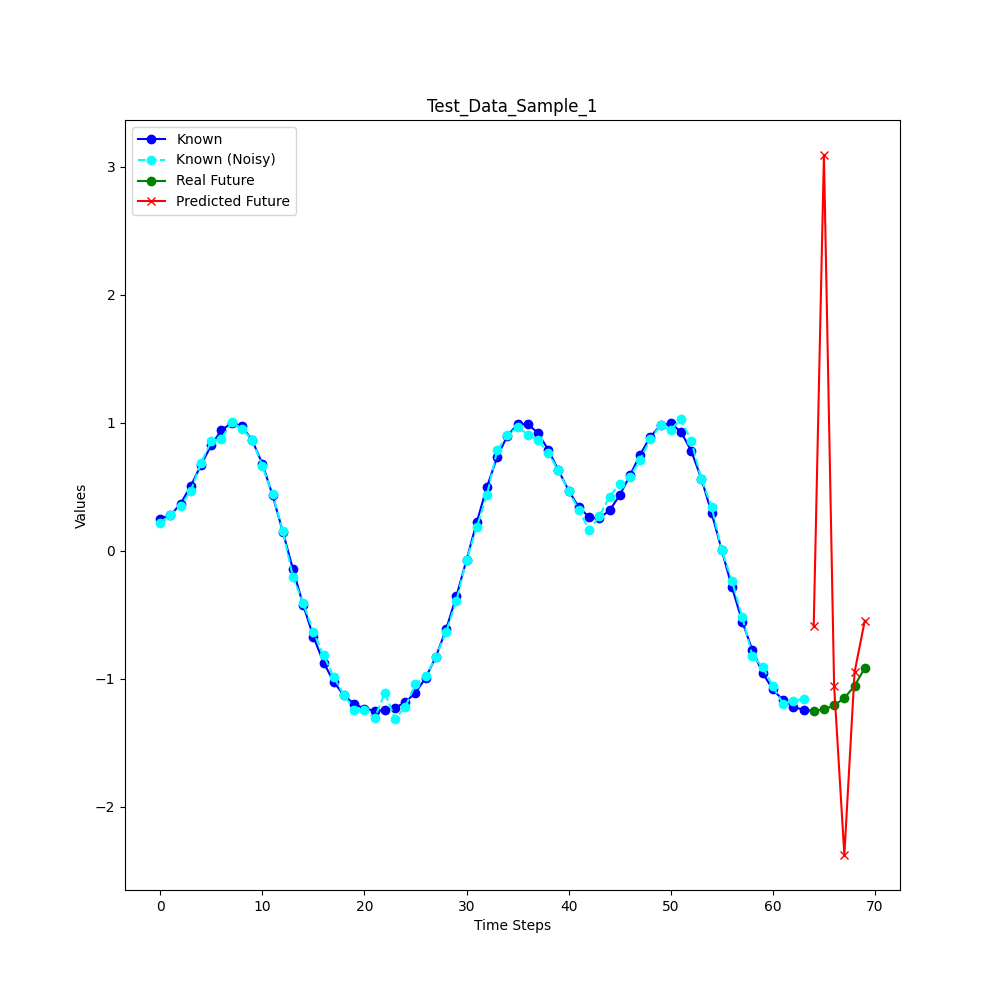 Test_Data_Sample_1
Known
Known (Noisy)
Real Future
Predicted Future
3
2
1
0
−1
−2
Values
0 10 20 30 40 50 60 70
Time Steps